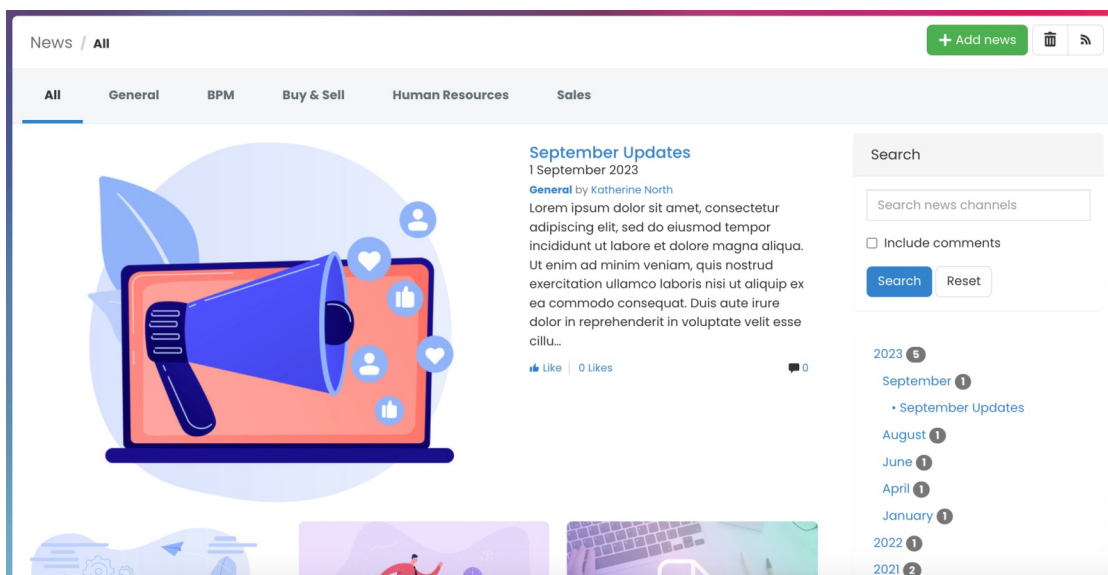 News / All
+ Add news
All General BPM Buy & Sell Human Resources Sales
September Updates
1 September 2023
General by Katherine North
Lorem ipsum dolor sit amet, consectetur
adipiscing elit, sed do eiusmod tempor
incididunt ut labore et dolore magna aliqua.
Ut enim ad minim veniam, quis nostrud
exercitation ullamco laboris nisi ut aliquip ex
ea commodo consequat. Duis aute irure
dolor in reprehenderit in voluptate velit esse
cillu...
Like 0 Likes 0
Search
Search news channels
Include comments
Search Reset
2023 5
September 1
• September Updates
August 1
June 1
April 1
January 1
2022 1
2021 2